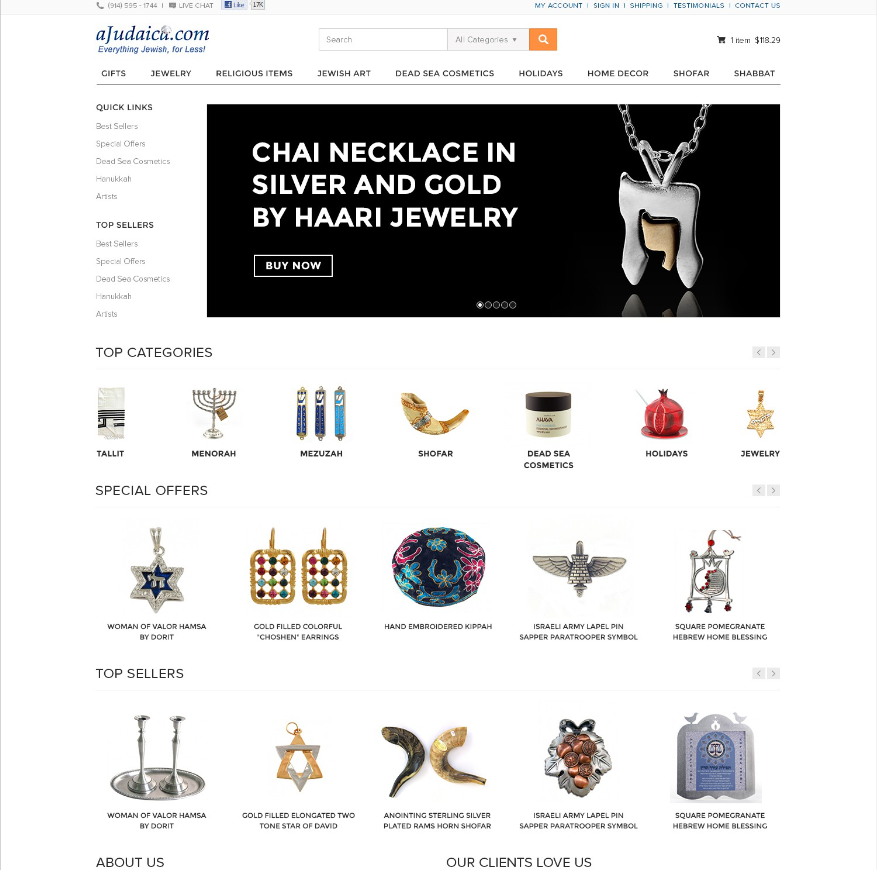 (914) 595 - 1744 | LIVE CHAT Like 17K
MY ACCOUNT | SIGN IN | SHIPPING | TESTIMONIALS | CONTACT US
aJudaica.com
Everything Jewish, for Less!
Search All Categories
1 item $118.29
GIFTS JEWELRY RELIGIOUS ITEMS JEWISH ART DEAD SEA COSMETICS HOLIDAYS HOME DECOR SHOFAR SHABBAT
QUICK LINKS
Best Sellers
Special Offers
Dead Sea Cosmetics
Hanukkah
Artists
TOP SELLERS
Best Sellers
Special Offers
Dead Sea Cosmetics
Hanukkah
Artists
CHAI NECKLACE IN
SILVER AND GOLD
BY HAARI JEWELRY
BUY NOW
TOP CATEGORIES
AHAVA
TALLIT MENORAH MEZUZAH SHOFAR DEAD SEA HOLIDAYS JEWELRY
COSMETICS
SPECIAL OFFERS
WOMAN OF VALOR HAMSA
BY DORIT
GOLD FILLED COLORFUL
"CHOSHEN" EARRINGS
HAND EMBROIDERED KIPPAH
ISRAELI ARMY LAPEL PIN
SAPPER PARATROOPER SYMBOL
SQUARE POMEGRANATE
HEBREW HOME BLESSING
TOP SELLERS
WOMAN OF VALOR HAMSA
BY DORIT
GOLD FILLED ELONGATED TWO
TONE STAR OF DAVID
ANOINTING STERLING SILVER
PLATED RAMS HORN SHOFAR
ISRAELI ARMY LAPEL PIN
SAPPER PARATROOPER SYMBOL
SQUARE POMEGRANATE
HEBREW HOME BLESSING
ABOUT US
OUR CLIENTS LOVE US